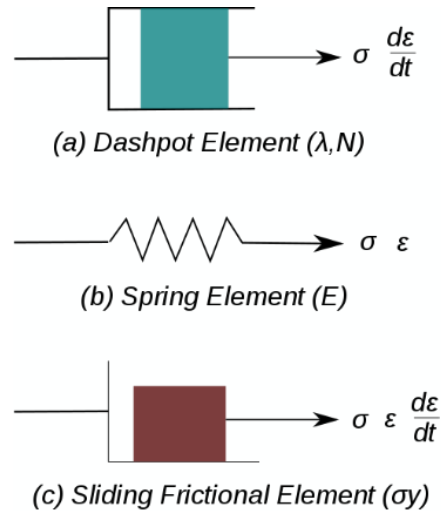 σ dε/dt
(a) Dashpot Element (λ,N)
σ ε
(b) Spring Element (E)
σ ε dε/dt
(c) Sliding Frictional Element (σy)